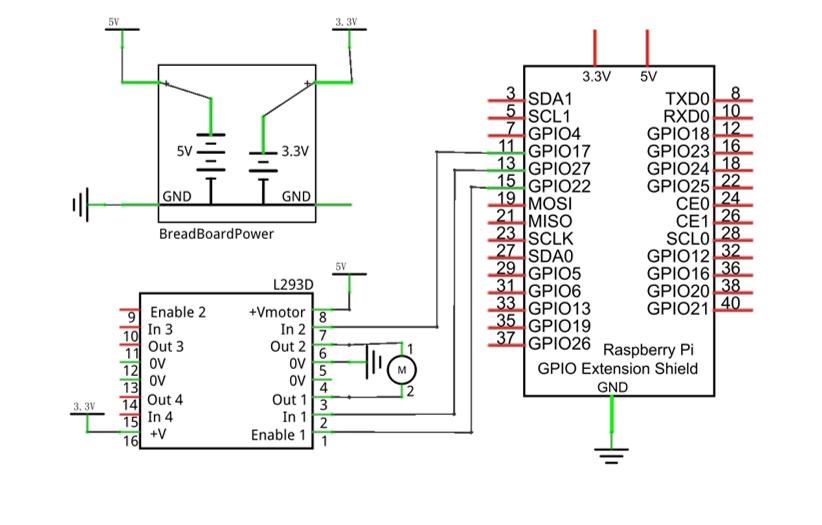 5V
3.3V
+
+
5V
3.3V
GND
GND
BreadBoardPower
3.3V
5V
3 SDA1
5 SCL1
7 GPIO4
11 GPIO17
13 GPIO27
15 GPIO22
19 MOSI
21 MISO
23 SCLK
27 SDA0
29 GPIO5
31 GPIO6
33 GPIO13
35 GPIO19
37 GPIO26
TXD0 8
RXD0 10
GPIO18 12
GPIO23 16
GPIO24 18
GPIO25 22
CE0 24
CE1 26
SCL0 28
GPIO12 32
GPIO16 36
GPIO20 38
GPIO21 40
Raspberry Pi
GPIO Extension Shield
GND
5V
L293D
9 Enable 2
10 In 3
11 Out 3
12 0V
13 0V
14 Out 4
15 In 4
16 +V
+Vmotor 8
In 2 7
Out 2 6
0V 5
0V 4
Out 1 3
In 1 2
Enable 1 1
1
M
2
3.3V